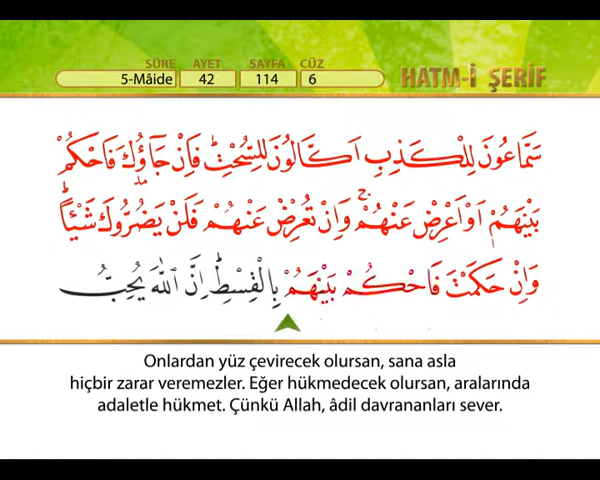 SÛRE AYET SAYFA CÜZ
5-Mâide 42 114 6 HATM-İ ŞERİF
سَمَّاعُونَ لِلْكَذِبِ اَكَّالُونَ لِلسُّحْتِۜ فَاِنْ جَٓاؤُ۫كَ فَاحْكُمْ
بَيْنَهُمْ اَوْ اَعْرِضْ عَنْهُمْۚ وَاِنْ تُعْرِضْ عَنْهُمْ فَلَنْ يَضُرُّوكَ شَيْـًٔاۜ
وَاِنْ حَكَمْتَ فَاحْكُمْ بَيْنَهُمْ بِالْقِسْطِۜ اِنَّ اللّٰهَ يُحِبُّ
Onlardan yüz çevirecek olursan, sana asla
hiçbir zarar veremezler. Eğer hükmedecek olursan, aralarında
adaletle hükmet. Çünkü Allah, âdil davrananları sever.